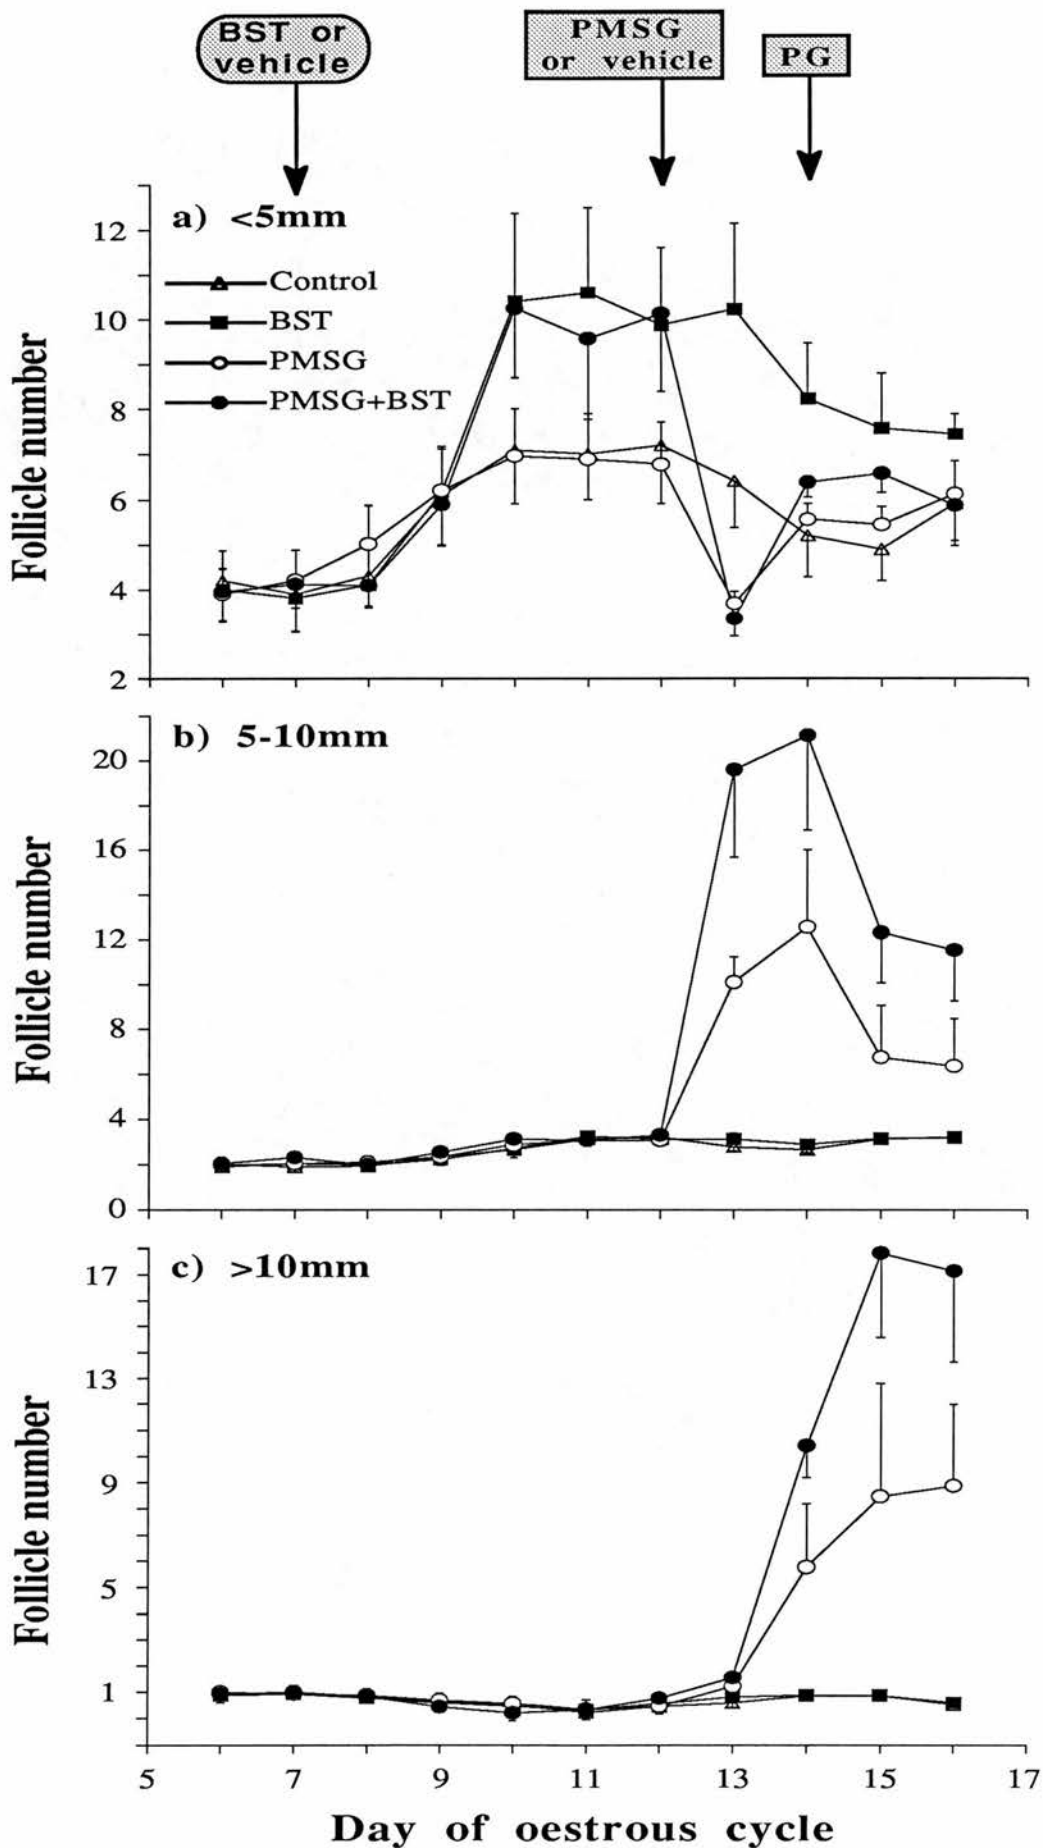 BST or
vehicle
PMSG
or vehicle
PG
a) <5mm
Control
BST
PMSG
PMSG+BST
Follicle number
12
10
8
6
4
2
b) 5-10mm
Follicle number
20
16
12
8
4
0
c) >10mm
Follicle number
17
13
9
5
1
5 7 9 11 13 15 17
Day of oestrous cycle